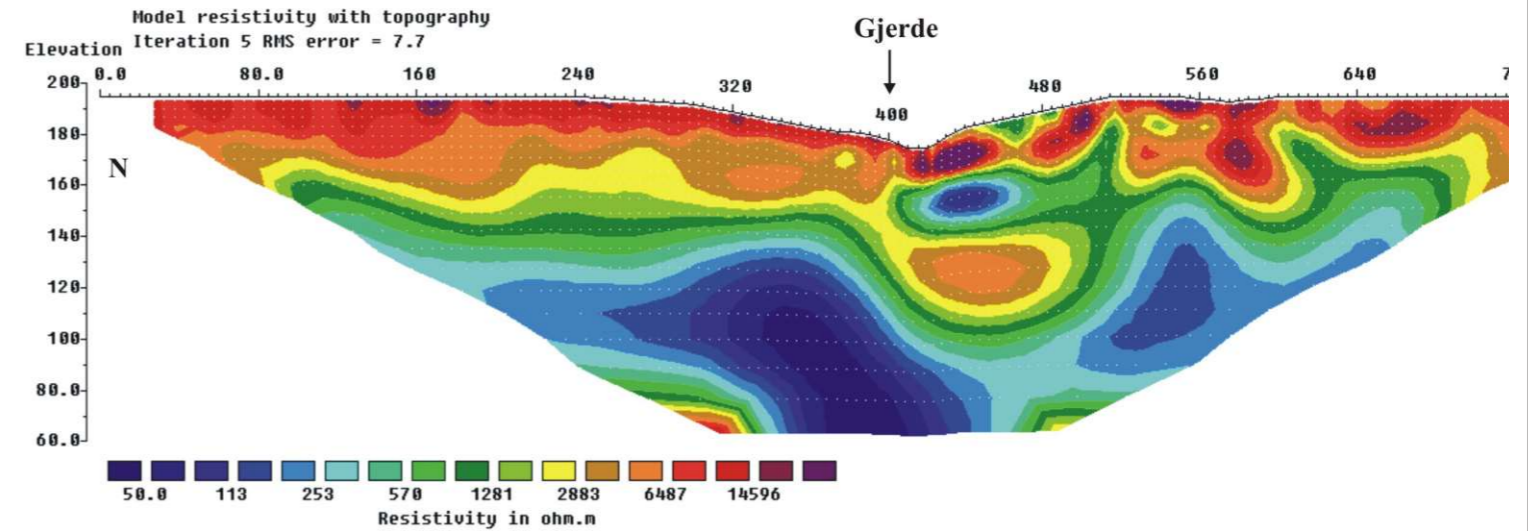 Model resistivity with topography
Iteration 5 RMS error = 7.7
Gjerde
Elevation
0.0 80.0 160 240 320 400 480 560 640
200
180
160
140
120
100
80.0
60.0
N
50.0 113 253 570 1281 2883 6487 14596
Resistivity in ohm.m